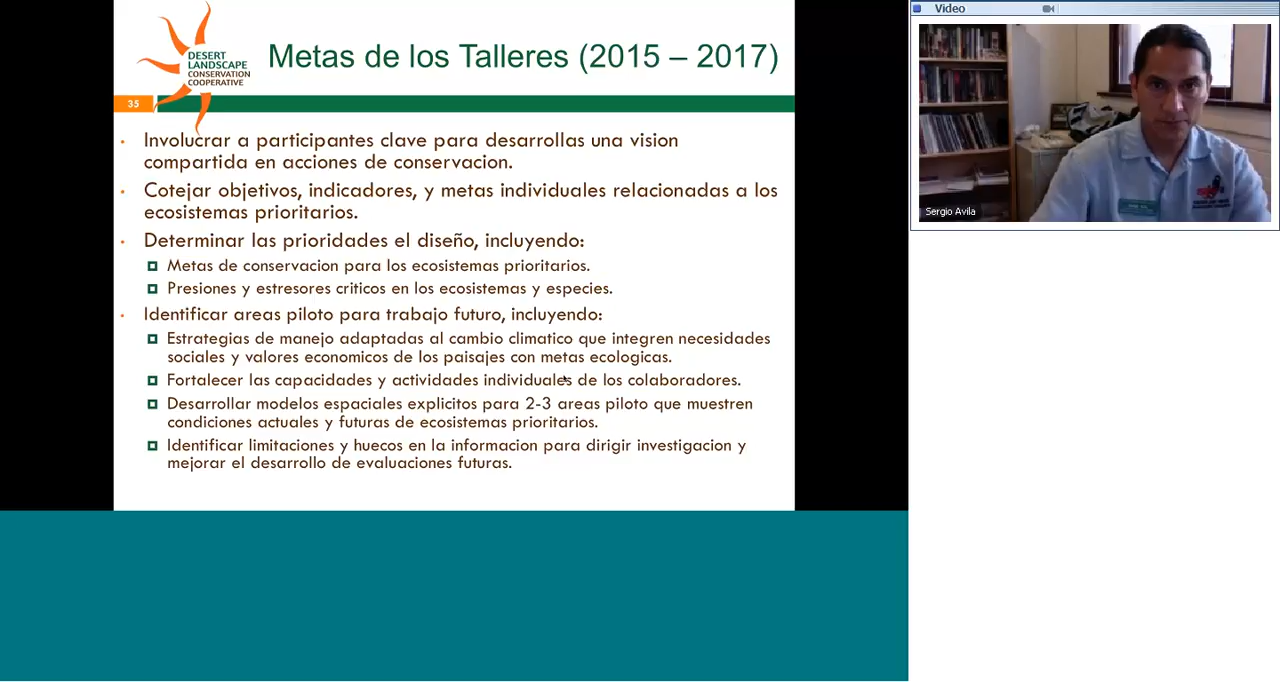 DESERT
LANDSCAPE
CONSERVATION
COOPERATIVE
Metas de los Talleres (2015 – 2017)
35
• Involucrar a participantes clave para desarrollas una vision
compartida en acciones de conservacion.
• Cotejar objetivos, indicadores, y metas individuales relacionadas a los
ecosistemas prioritarios.
• Determinar las prioridades el diseño, incluyendo:
Metas de conservacion para los ecosistemas prioritarios.
Presiones y estresores criticos en los ecosistemas y especies.
• Identificar areas piloto para trabajo futuro, incluyendo:
Estrategias de manejo adaptadas al cambio climatico que integren necesidades
sociales y valores economicos de los paisajes con metas ecologicas.
Fortalecer las capacidades y actividades individuales de los colaboradores.
Desarrollar modelos espaciales explicitos para 2-3 areas piloto que muestren
condiciones actuales y futuras de ecosistemas prioritarios.
Identificar limitaciones y huecos en la informacion para dirigir investigacion y
mejorar el desarrollo de evaluaciones futuras.
Video
Sergio Avila